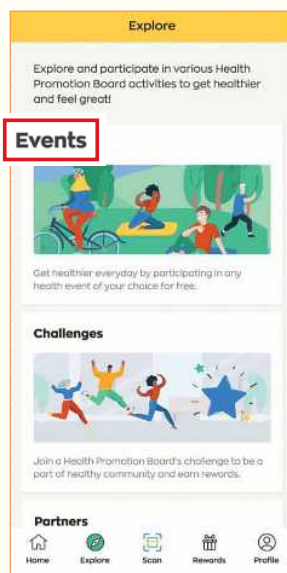 Explore
Explore and participate in various Health
Promotion Board activities to get healthier
and feel great!
Events
Get healthier everyday by participating in any
health event of your choice for free.
Challenges
Join a Health Promotion Board's challenge to be a
part of healthy community and earn rewards.
Partners
Home Explore Scan Rewards Profile